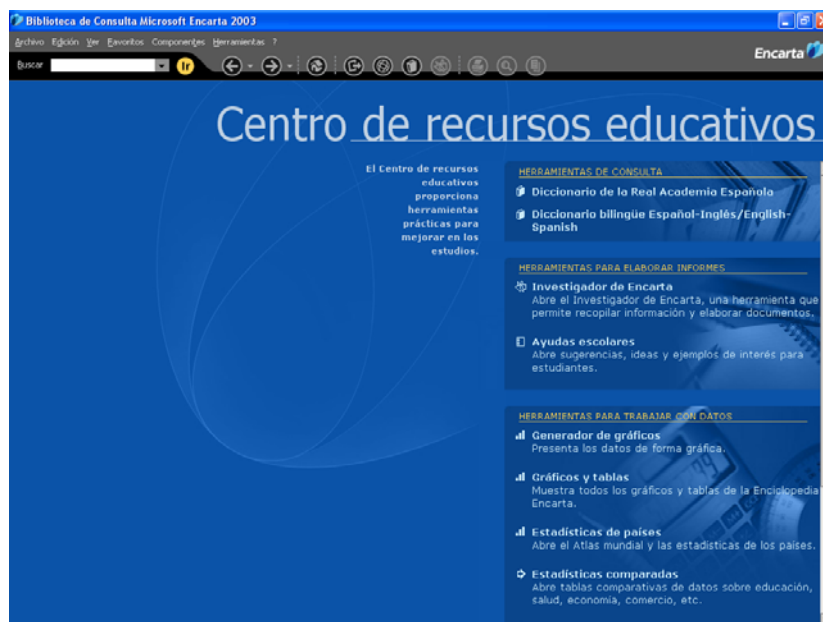 Biblioteca de Consulta Microsoft Encarta 2003
Archivo Edición Ver Favoritos Componentes Herramientas ?
Buscar Ir
Encarta
Centro de recursos educativos
El Centro de recursos
educativos
proporciona
herramientas
prácticas para
mejorar en los
estudios.
HERRAMIENTAS DE CONSULTA
Diccionario de la Real Academia Española
Diccionario bilingüe Español-Inglés/English-
Spanish
HERRAMIENTAS PARA ELABORAR INFORMES
Investigador de Encarta
Abre el Investigador de Encarta, una herramienta que
permite recopilar información y elaborar documentos.
Ayudas escolares
Abre sugerencias, ideas y ejemplos de interés para
estudiantes.
HERRAMIENTAS PARA TRABAJAR CON DATOS
Generador de gráficos
Presenta los datos de forma gráfica.
Gráficos y tablas
Muestra todos los gráficos y tablas de la Enciclopedia
Encarta.
Estadísticas de países
Abre el Atlas mundial y las estadísticas de los países.
Estadísticas comparadas
Abre tablas comparativas de datos sobre educación,
salud, economía, comercio, etc.